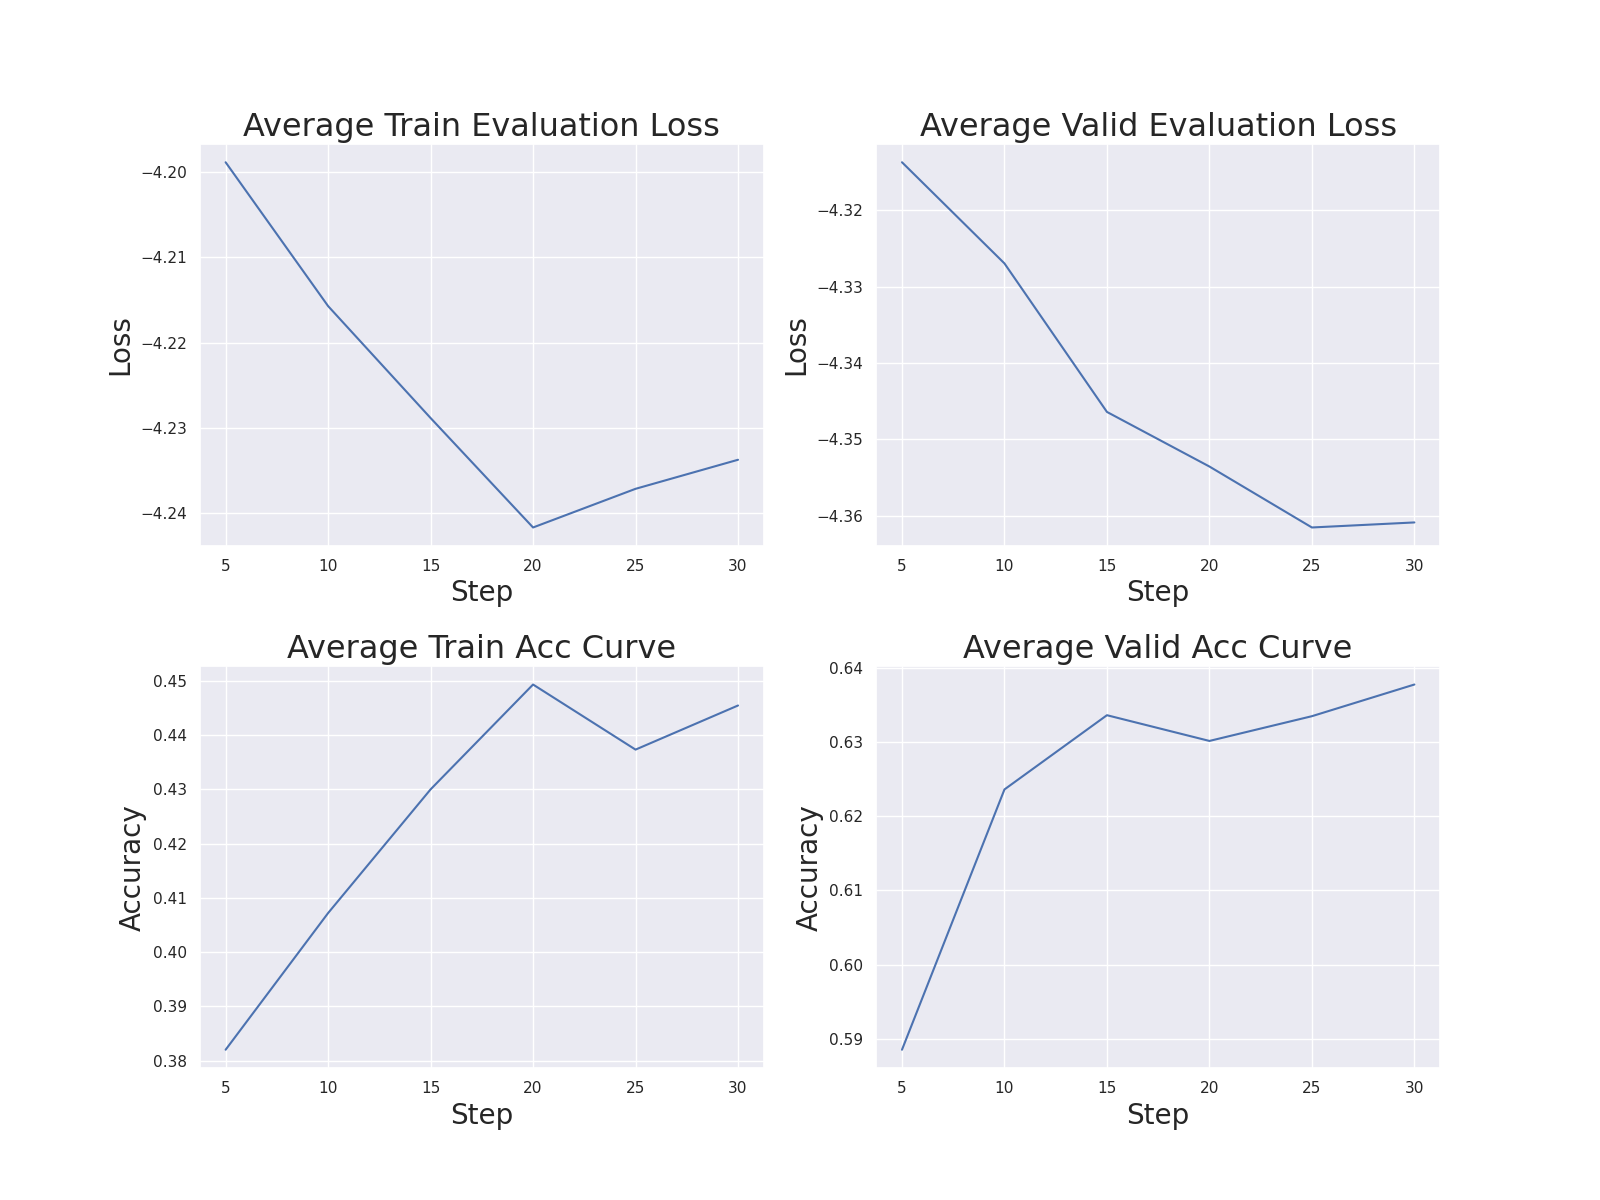 Average Train Evaluation Loss
−4.20
−4.21
−4.22
−4.23
−4.24
Loss
5 10 15 20 25 30
Step
Average Valid Evaluation Loss
−4.32
−4.33
−4.34
−4.35
−4.36
Loss
5 10 15 20 25 30
Step
Average Train Acc Curve
0.45
0.44
0.43
0.42
0.41
0.40
0.39
0.38
Accuracy
5 10 15 20 25 30
Step
Average Valid Acc Curve
0.64
0.63
0.62
0.61
0.60
0.59
Accuracy
5 10 15 20 25 30
Step